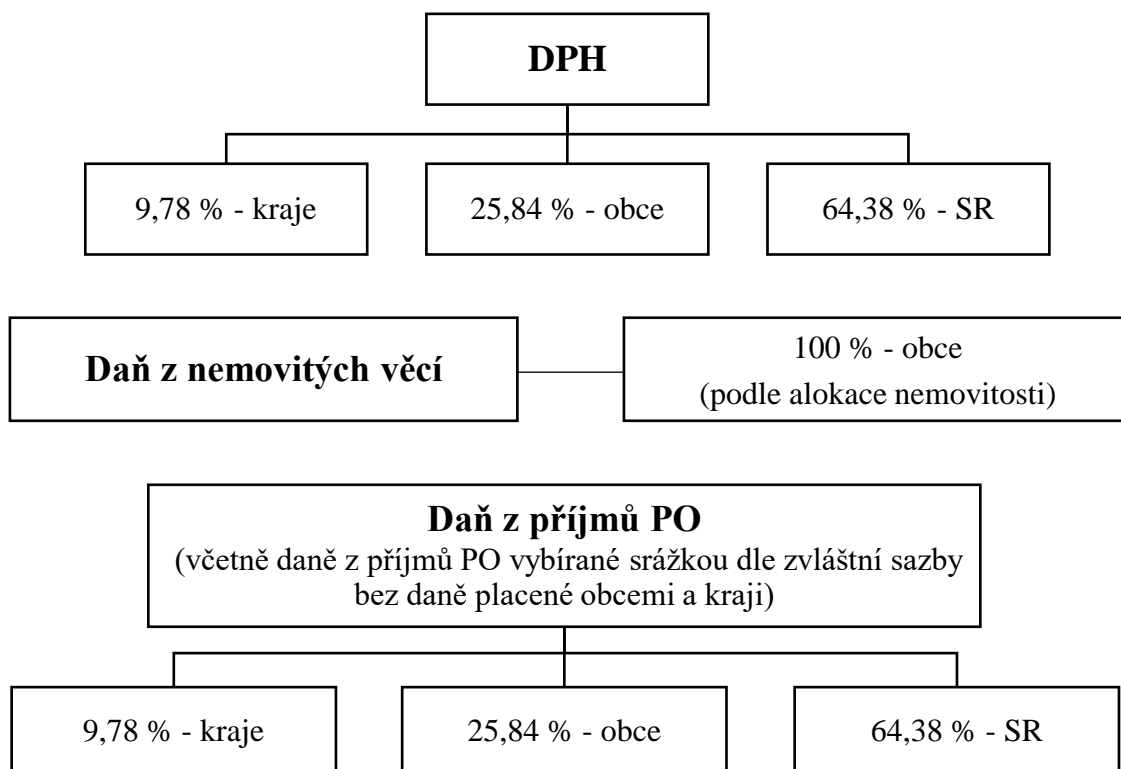 DPH
9,78 % - kraje
25,84 % - obce
64,38 % - SR
Daň z nemovitých věcí
100 % - obce
(podle alokace nemovitosti)
Daň z příjmů PO
(včetně daně z příjmů PO vybírané srážkou dle zvláštní sazby
bez daně placené obcemi a kraji)
9,78 % - kraje
25,84 % - obce
64,38 % - SR